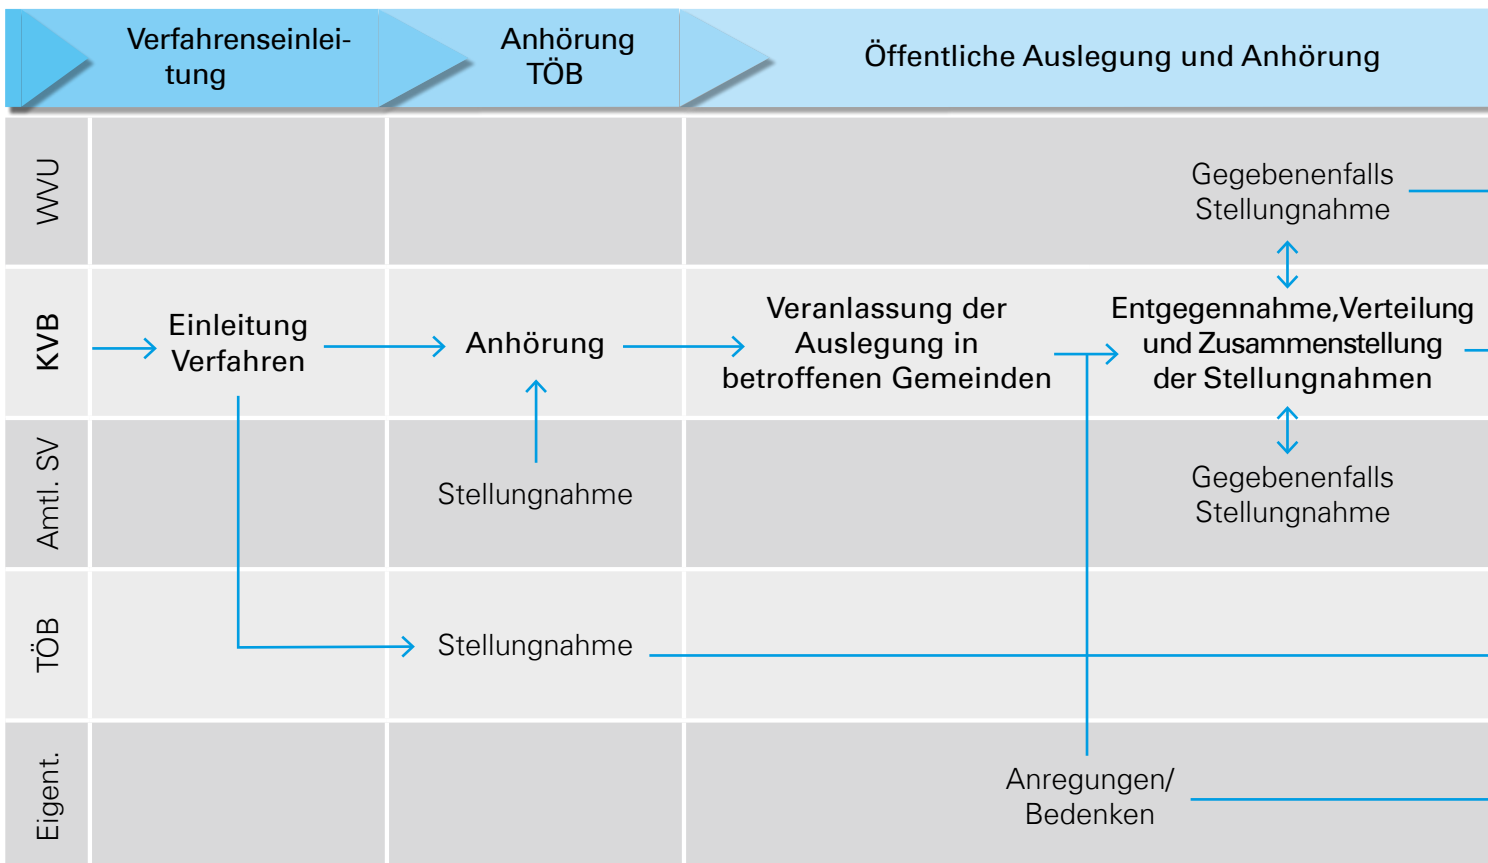 Verfahrenseinlei-
tung
Anhörung
TÖB
Öffentliche Auslegung und Anhörung
WVU
Gegebenenfalls
Stellungnahme
KVB
Einleitung
Verfahren
Anhörung
Veranlassung der
Auslegung in
betroffenen Gemeinden
Entgegennahme, Verteilung
und Zusammenstellung
der Stellungnahmen
Amtl. SV
Stellungnahme
Gegebenenfalls
Stellungnahme
TÖB
Stellungnahme
Eigent.
Anregungen/
Bedenken